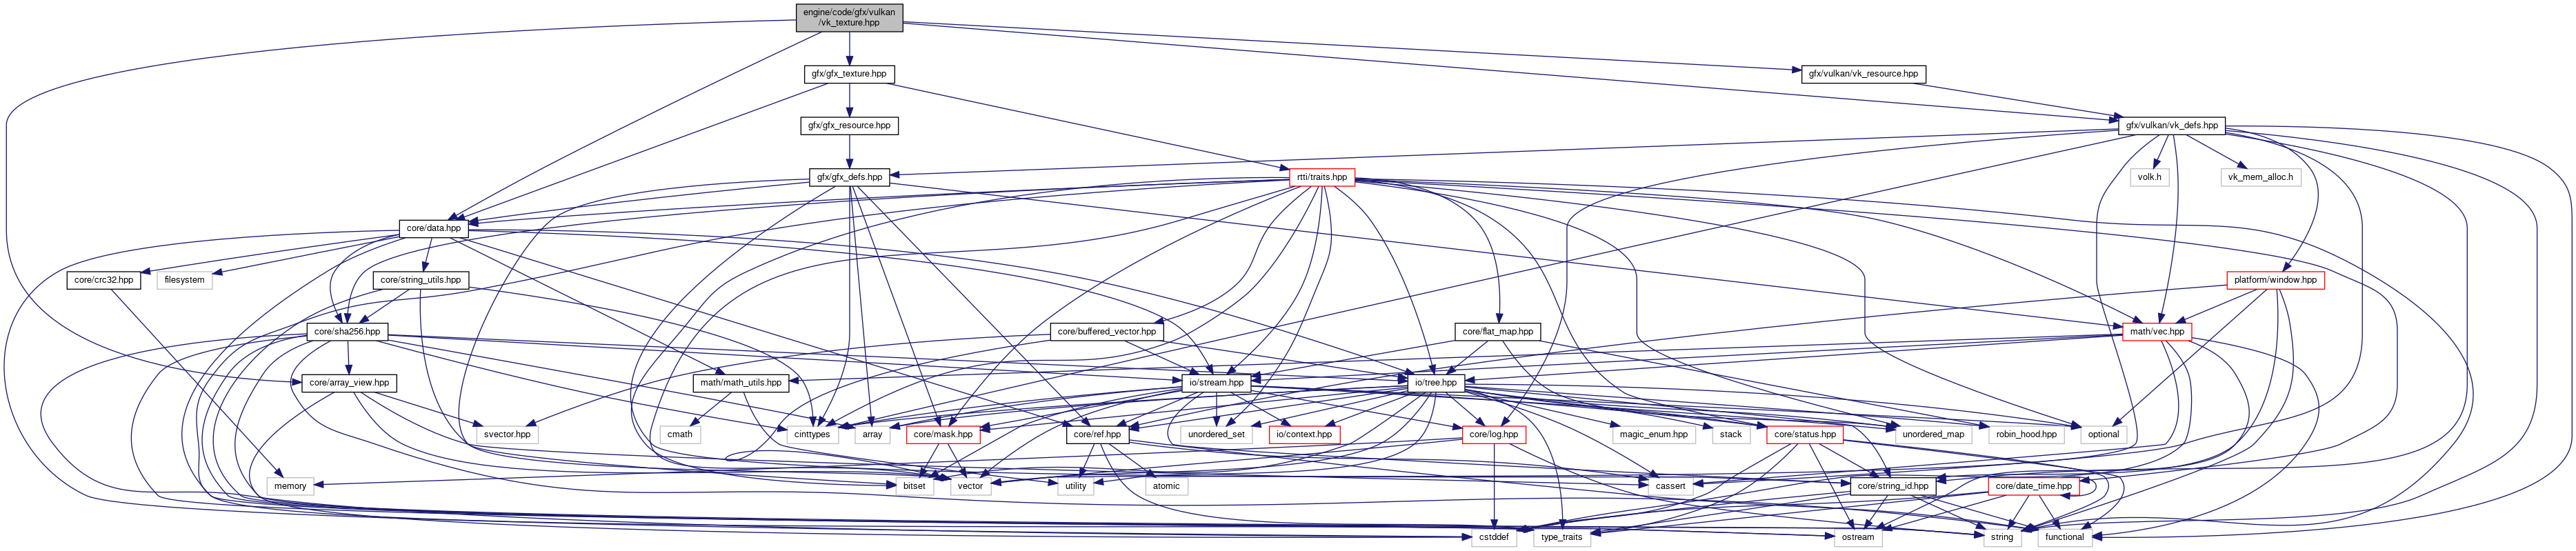 engine/code/gfx/vulkan
/vk_texture.hpp
gfx/gfx_texture.hpp
gfx/vulkan/vk_resource.hpp
gfx/gfx_resource.hpp
gfx/vulkan/vk_defs.hpp
gfx/gfx_defs.hpp
rtti/traits.hpp
volk.h
vk_mem_alloc.h
core/data.hpp
core/crc32.hpp
filesystem
core/string_utils.hpp
platform/window.hpp
core/sha256.hpp
core/buffered_vector.hpp
core/flat_map.hpp
math/vec.hpp
core/array_view.hpp
math/math_utils.hpp
io/stream.hpp
io/tree.hpp
svector.hpp
cmath
cinttypes
array
core/mask.hpp
core/ref.hpp
unordered_set
io/context.hpp
core/log.hpp
magic_enum.hpp
stack
core/status.hpp
unordered_map
robin_hood.hpp
optional
memory
bitset
vector
utility
atomic
cassert
core/string_id.hpp
core/date_time.hpp
cstddef
type_traits
ostream
string
functional